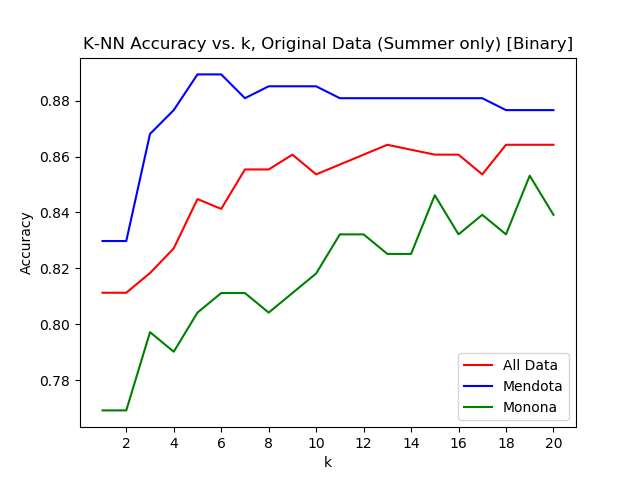 K-NN Accuracy vs. k, Original Data (Summer only) [Binary]
Accuracy
0.88
0.86
0.84
0.82
0.80
0.78
All Data
Mendota
Monona
2 4 6 8 10 12 14 16 18 20
k